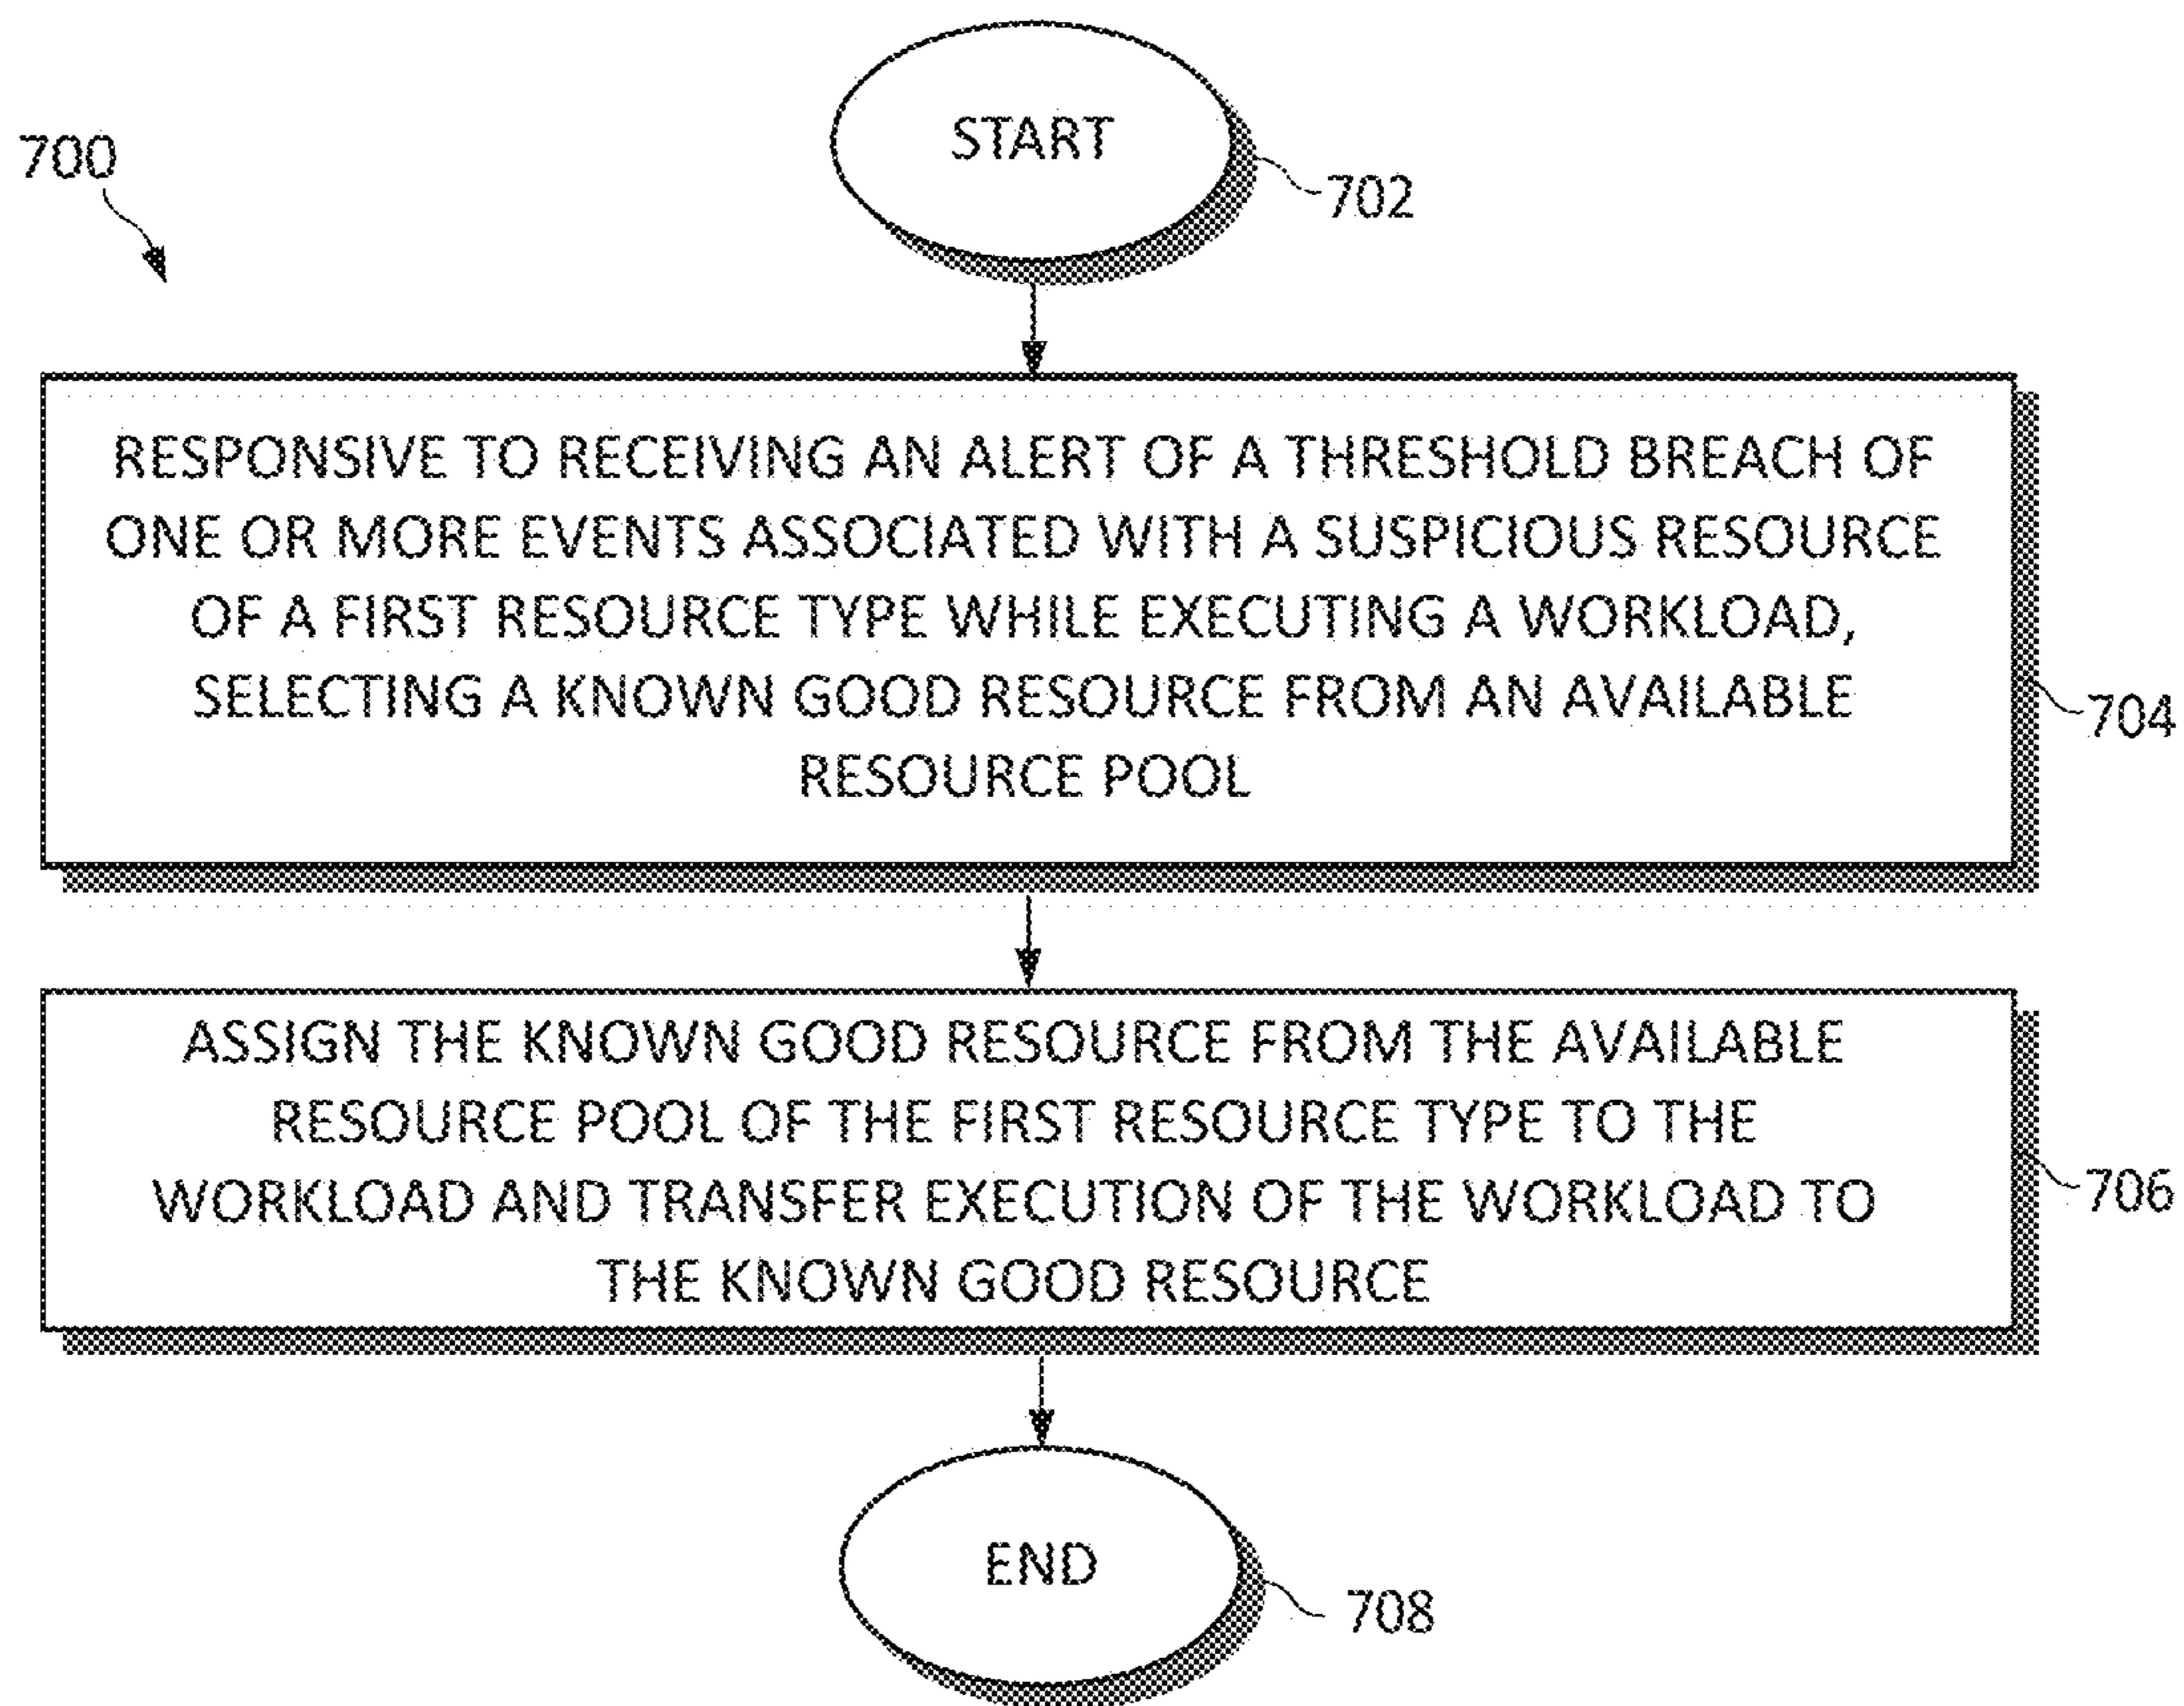 START
700
702
RESPONSIVE TO RECEIVING AN ALERT OF A THRESHOLD BREACH OF
ONE OR MORE EVENTS ASSOCIATED WITH A SUSPICIOUS RESOURCE
OF A FIRST RESOURCE TYPE WHILE EXECUTING A WORKLOAD,
SELECTING A KNOWN GOOD RESOURCE FROM AN AVAILABLE
RESOURCE POOL
704
ASSIGN THE KNOWN GOOD RESOURCE FROM THE AVAILABLE
RESOURCE POOL OF THE FIRST RESOURCE TYPE TO THE
WORKLOAD AND TRANSFER EXECUTION OF THE WORKLOAD TO
THE KNOWN GOOD RESOURCE
706
END
708